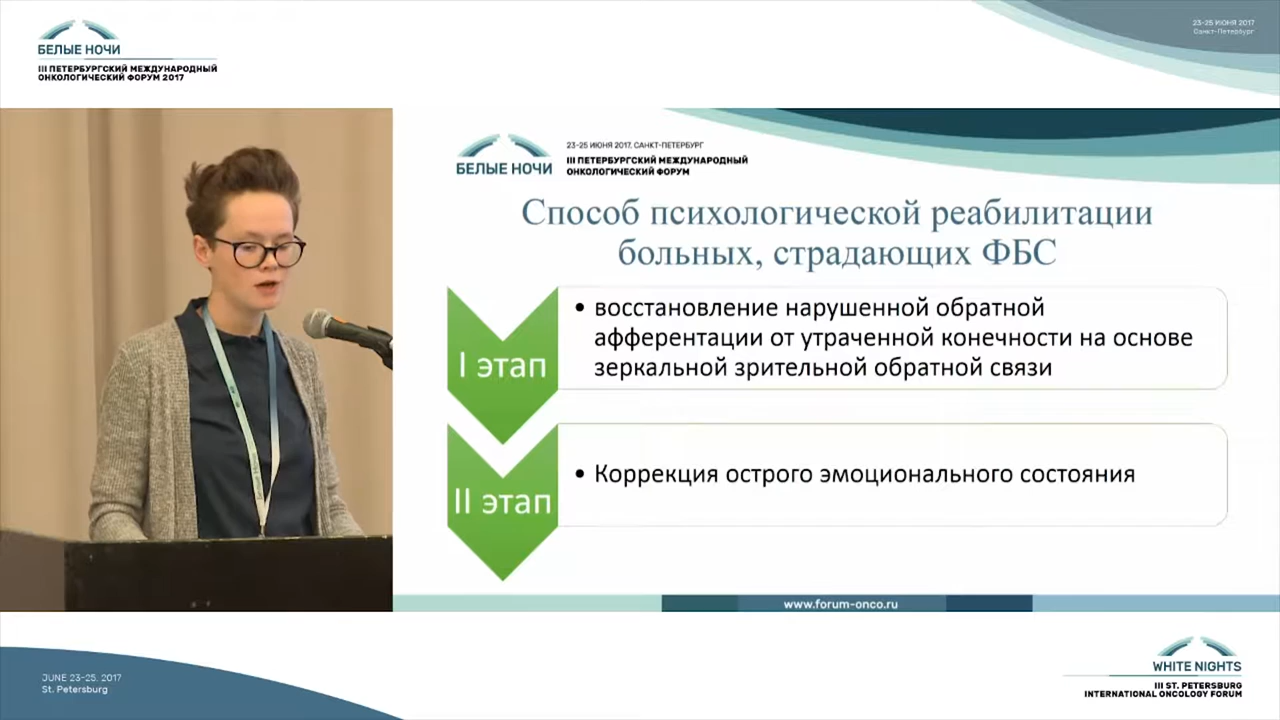 БЕЛЫЕ НОЧИ
III ПЕТЕРБУРГСКИЙ МЕЖДУНАРОДНЫЙ
ОНКОЛОГИЧЕСКИЙ ФОРУМ 2017
23-25 ИЮНЯ 2017
Санкт-Петербург
БЕЛЫЕ НОЧИ
23-25 ИЮНЯ 2017, САНКТ-ПЕТЕРБУРГ
III ПЕТЕРБУРГСКИЙ МЕЖДУНАРОДНЫЙ
ОНКОЛОГИЧЕСКИЙ ФОРУМ
Способ психологической реабилитации
больных, страдающих ФБС
I этап
• восстановление нарушенной обратной
афферентации от утраченной конечности на основе
зеркальной зрительной обратной связи
II этап
• Коррекция острого эмоционального состояния
www.forum-onco.ru
JUNE 23-25, 2017
St. Petersburg
WHITE NIGHTS
III ST. PETERSBURG
INTERNATIONAL ONCOLOGY FORUM